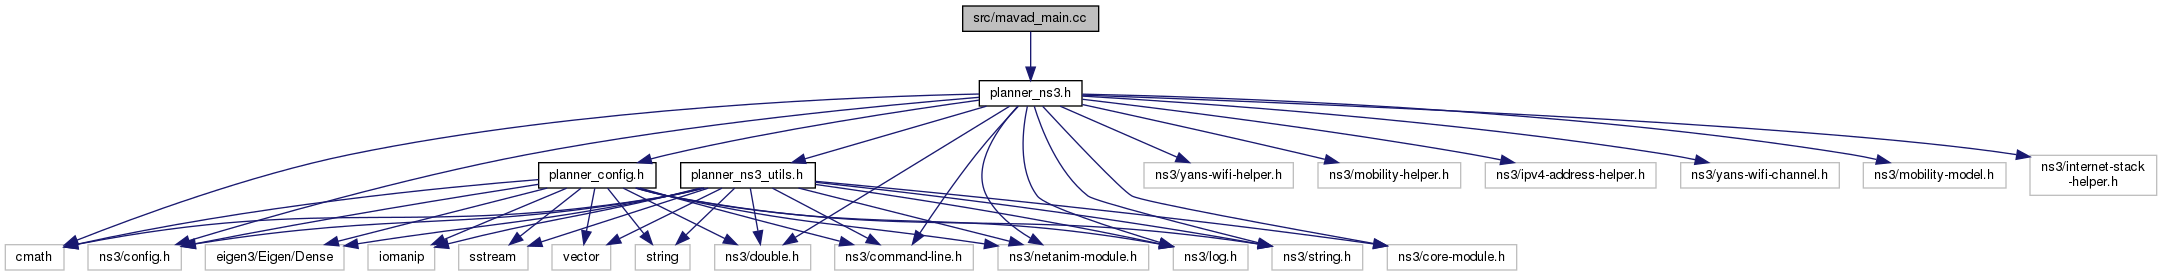 src/mavad_main.cc
planner_ns3.h
planner_config.h
planner_ns3_utils.h
ns3/yans-wifi-helper.h
ns3/mobility-helper.h
ns3/ipv4-address-helper.h
ns3/yans-wifi-channel.h
ns3/mobility-model.h
ns3/internet-stack
-helper.h
cmath
ns3/config.h
eigen3/Eigen/Dense
iomanip
sstream
vector
string
ns3/double.h
ns3/command-line.h
ns3/netanim-module.h
ns3/log.h
ns3/string.h
ns3/core-module.h